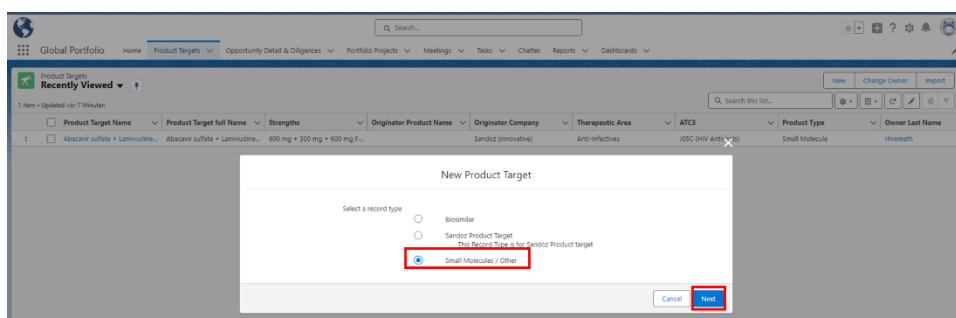 Search...
Global Portfolio Home Product Targets Opportunity Detail & Diligences Portfolio Projects Meetings Tasks Chatter Reports Dashboards
Product Targets
Recently Viewed
New Change Owner Import
1 item • Updated vor 7 Minuten
Search this list...
Product Target Name Product Target full Name Strengths Originator Product Name Originator Company Therapeutic Area ATC3 Product Type Owner Last Name
1 Abacavir sulfate + Lamivudine... Abacavir sulfate + Lamivudine... 600 mg + 300 mg + 600 mg F... Sandoz (innovative) Anti-Infectives J05C (HIV Antivirals) Small Molecule Hiremath
New Product Target
Select a record type
Biosimilar
Sandoz Product Target
This Record Type is for Sandoz Product target
Small Molecules / Other
Cancel Next